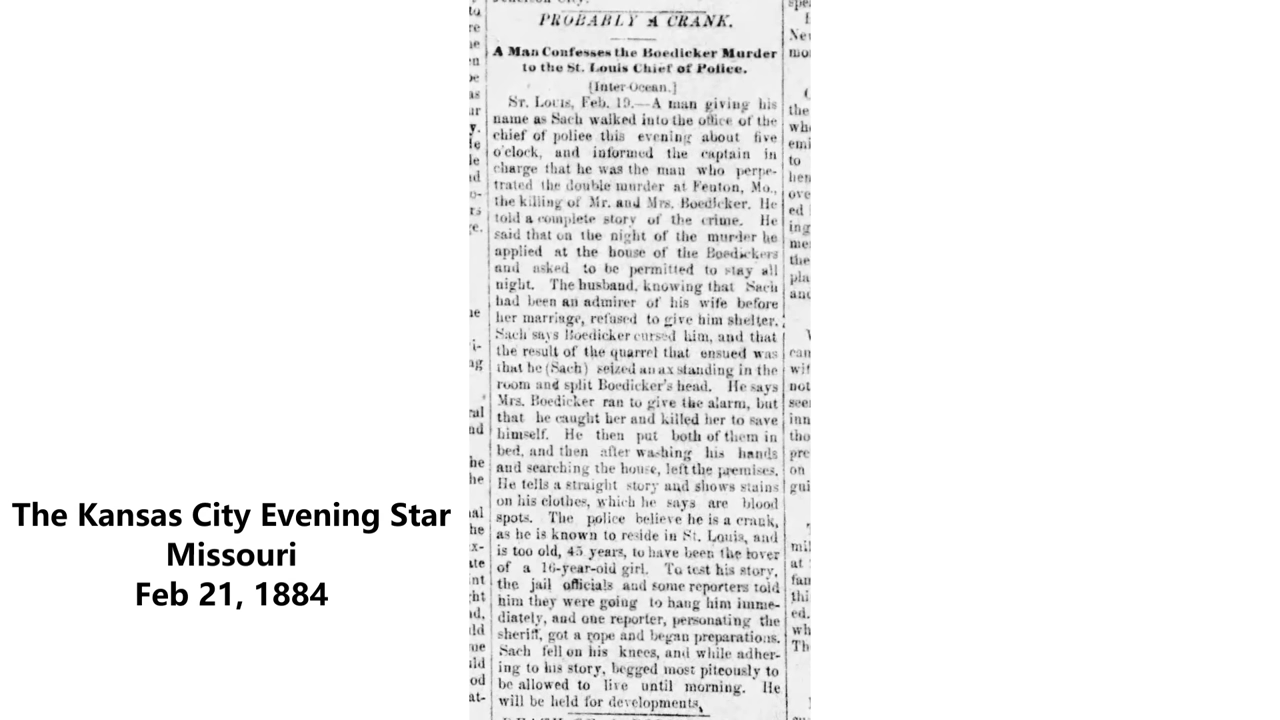 PROBABLY A CRANK.
A Man Confesses the Boedicker Murder
to the St. Louis Chief of Police.
[Inter-Ocean.]
ST. LOUIS, Feb. 19.—A man giving his
name as Sach walked into the office of the
chief of police this evening about five
o'clock, and informed the captain in
charge that he was the man who perpe-
trated the double murder at Fenton, Mo.,
the killing of Mr. and Mrs. Boedicker. He
told a complete story of the crime. He
said that on the night of the murder he
applied at the house of the Boedickers
and asked to be permitted to stay all
night. The husband, knowing that Sach
had been an admirer of his wife before
her marriage, refused to give him shelter.
Sach says Boedicker cursed him, and that
the result of the quarrel that ensued was
that he (Sach) seized an ax standing in the
room and split Boedicker's head. He says
Mrs. Boedicker ran to give the alarm, but
that he caught her and killed her to save
himself. He then put both of them in
bed, and then after washing his hands
and searching the house, left the premises.
He tells a straight story and shows stains
on his clothes, which he says are blood
spots. The police believe he is a crank,
as he is known to reside in St. Louis, and
is too old, 45 years, to have been the lover
of a 16-year-old girl. To test his story,
the jail officials and some reporters told
him they were going to hang him imme-
diately, and one reporter, personating the
sheriff, got a rope and began preparations.
Sach fell on his knees, and while adher-
ing to his story, begged most piteously to
be allowed to live until morning. He
will be held for developments.
The Kansas City Evening Star
Missouri
Feb 21, 1884